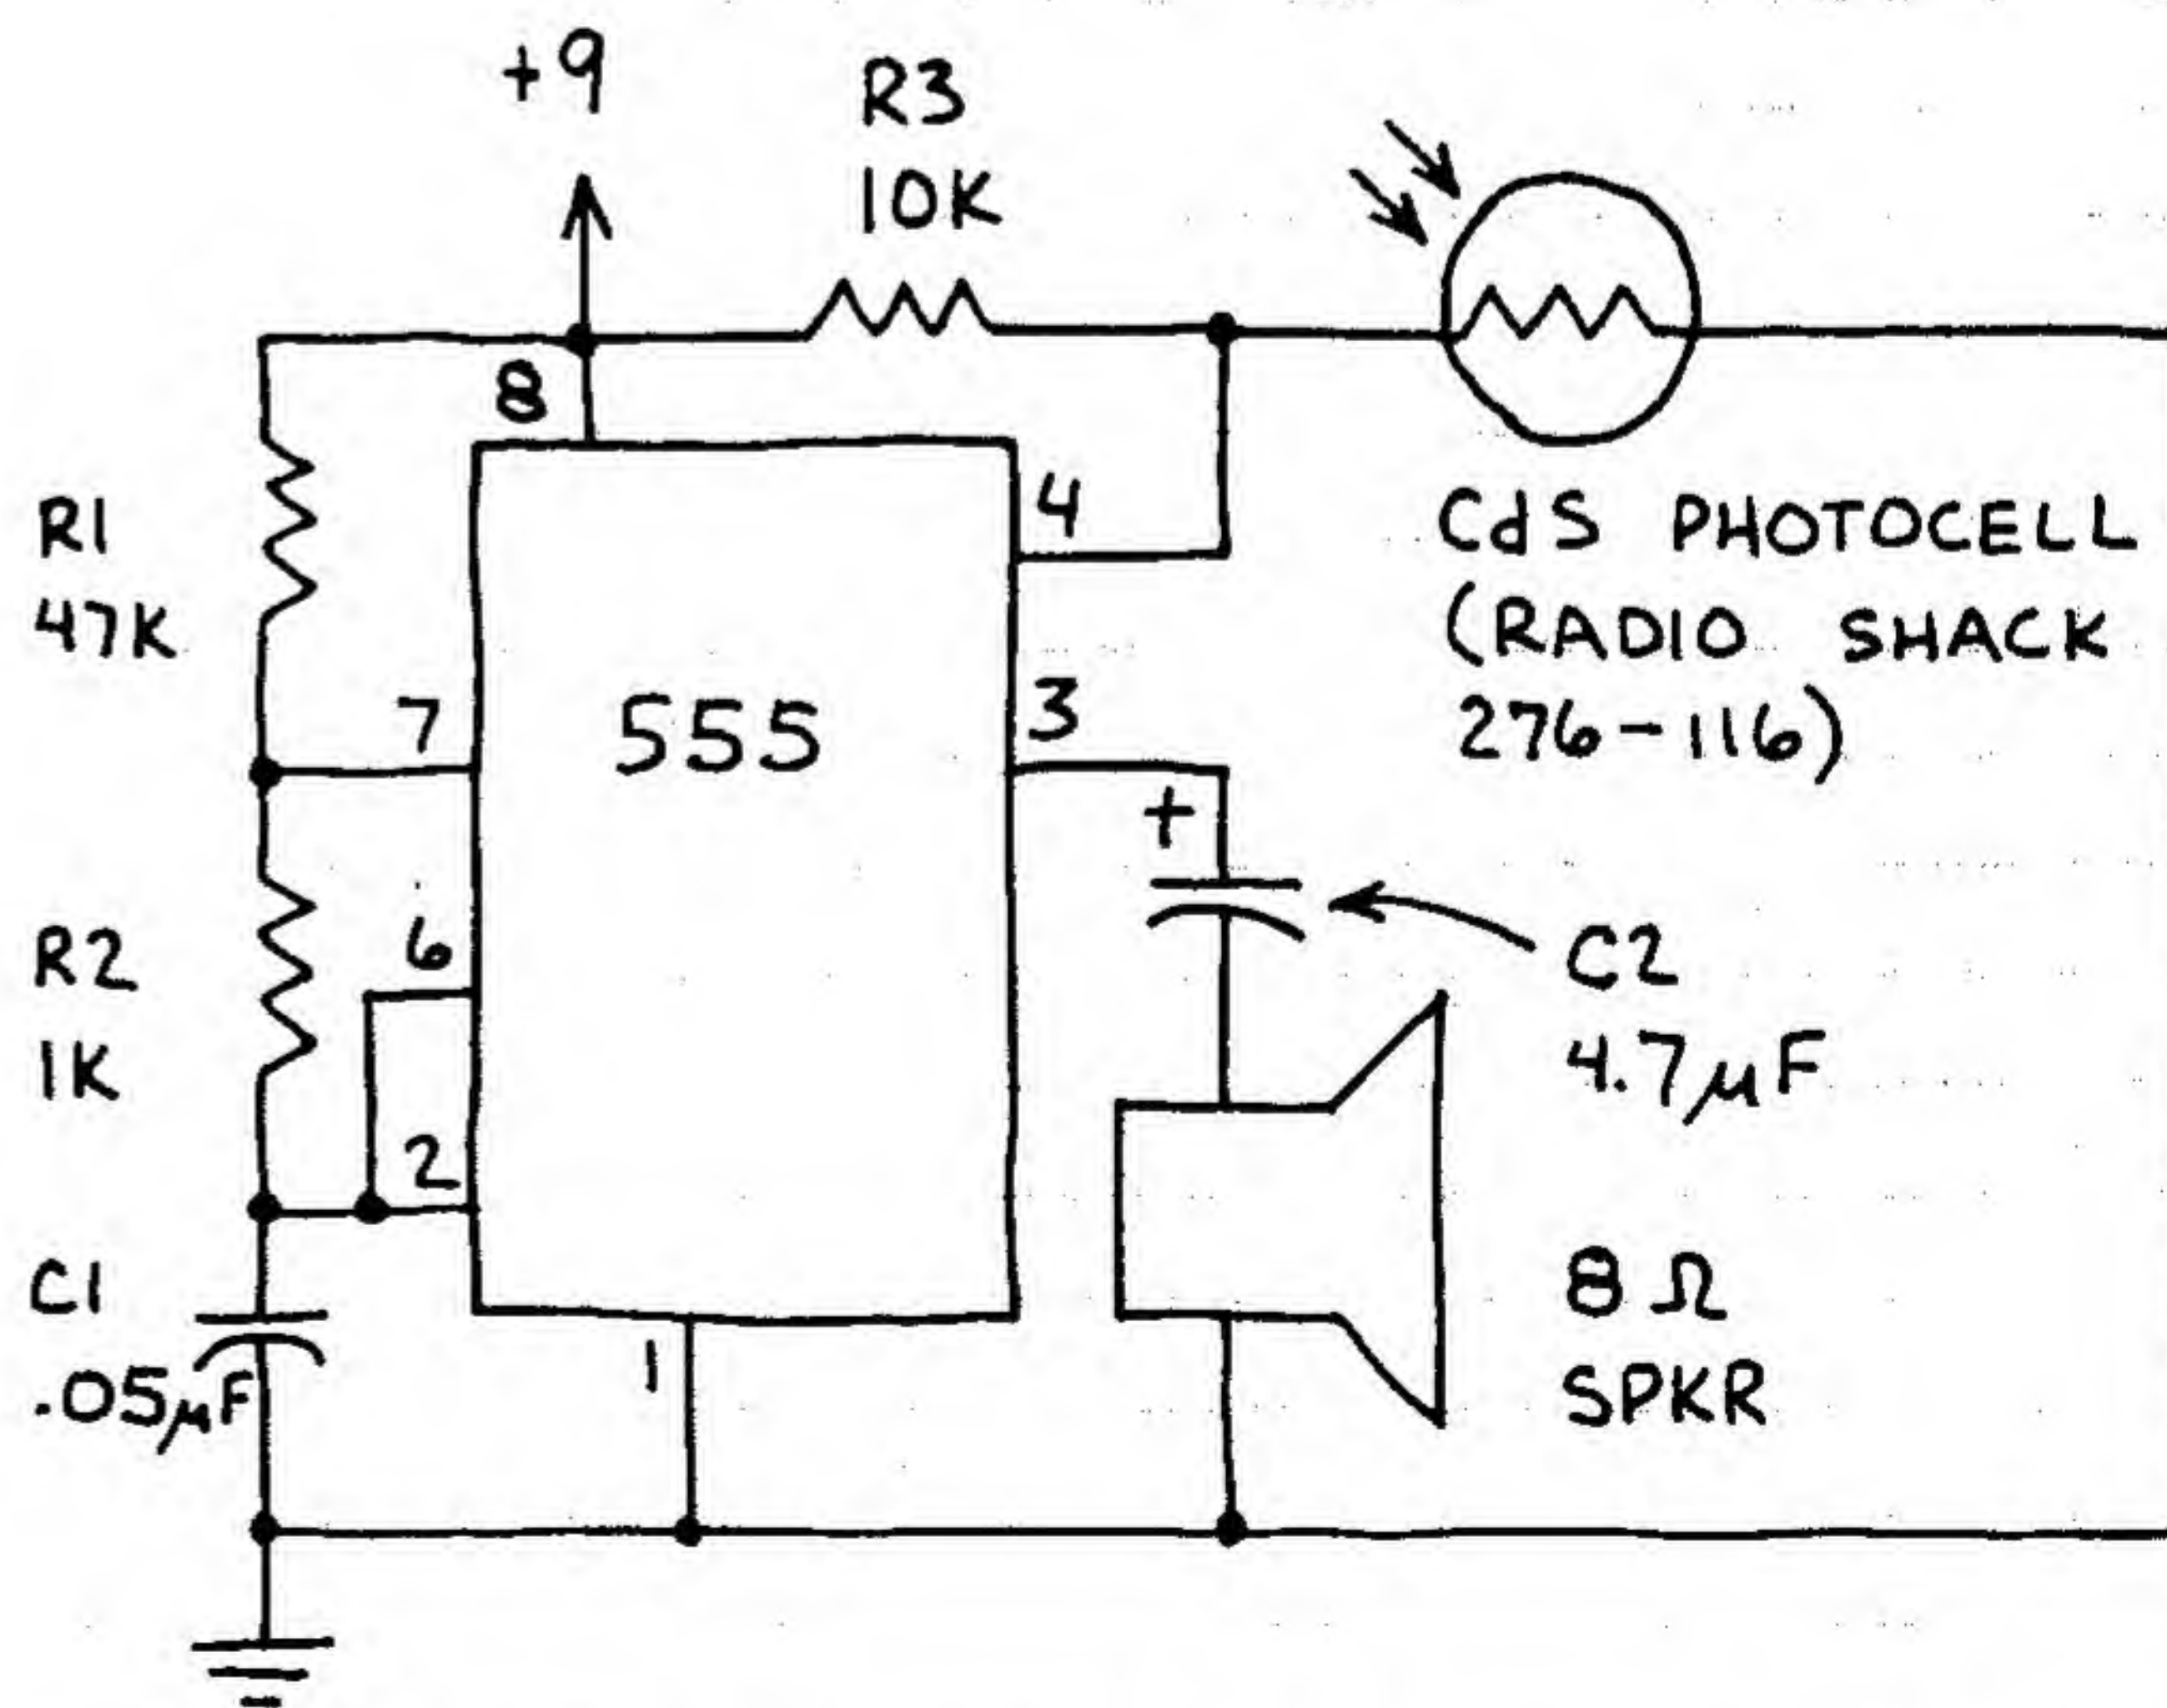 +9
R3
10K
8
4
R1
47K
CdS PHOTOCELL
(RADIO SHACK
276-116)
7
555
3
+
6
R2
1K
C2
4.7µF
2
C1
.05µF
1
8 Ω
SPKR